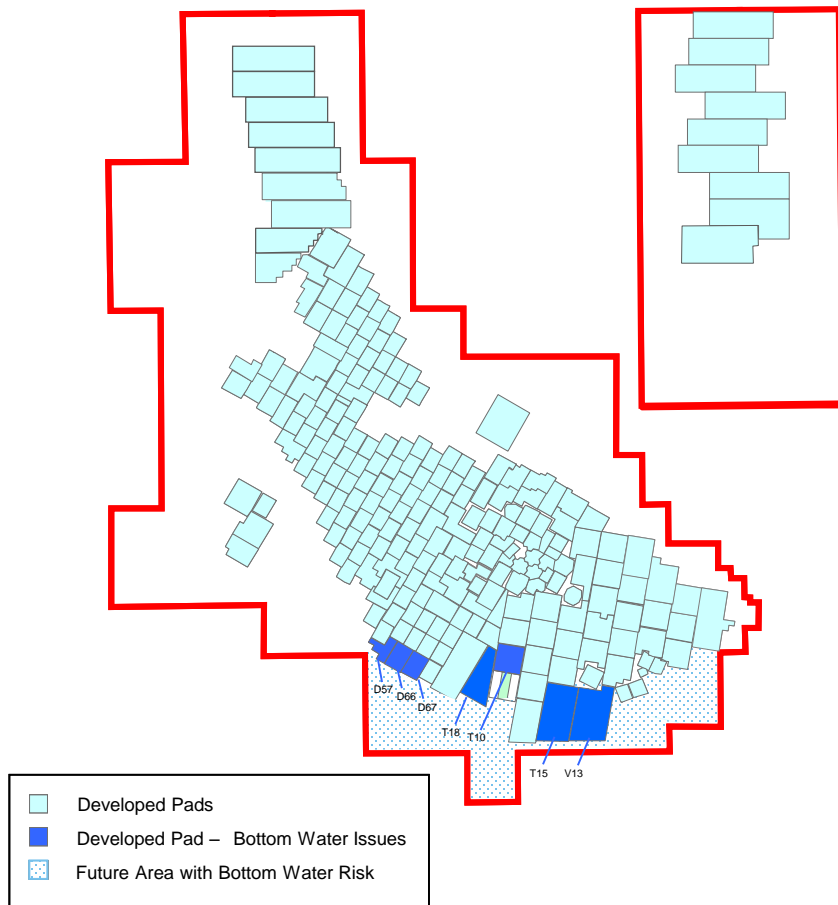 D57
D66
D67
T18
T10
T15
V13
Developed Pads
Developed Pad – Bottom Water Issues
Future Area with Bottom Water Risk